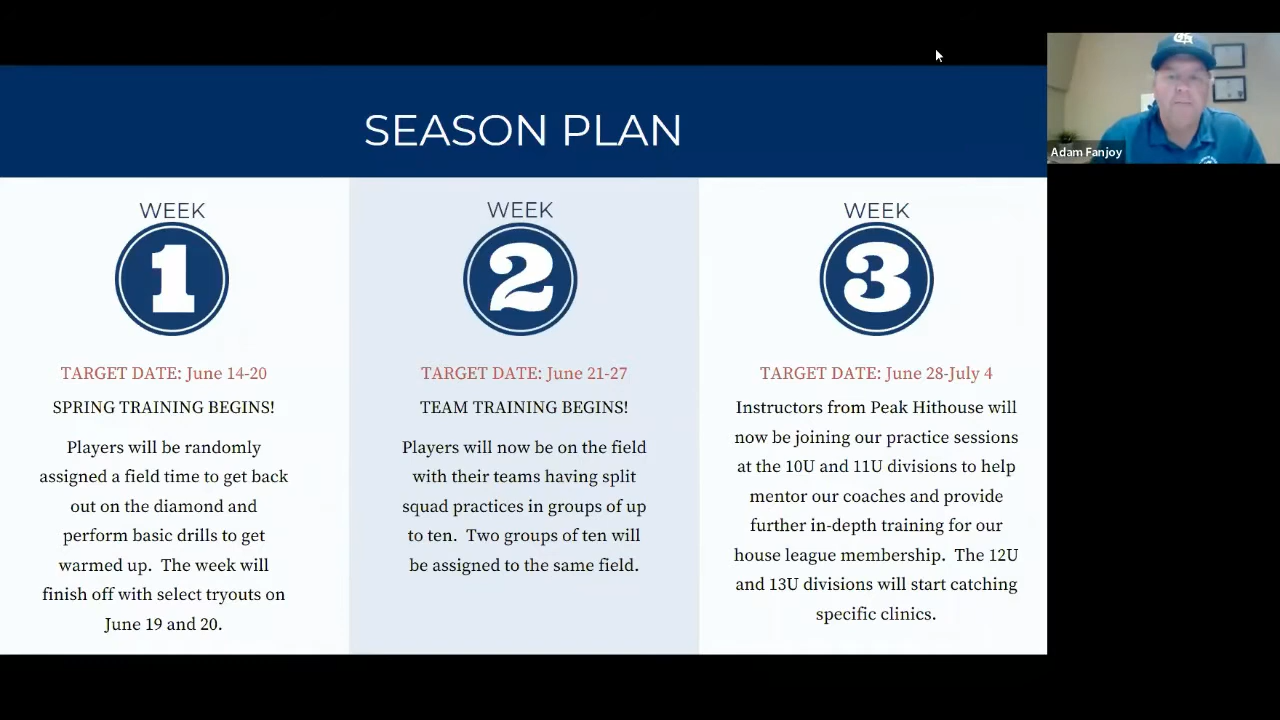 SEASON PLAN
WEEK
1
TARGET DATE: June 14-20
SPRING TRAINING BEGINS!
Players will be randomly
assigned a field time to get back
out on the diamond and
perform basic drills to get
warmed up.  The week will
finish off with select tryouts on
June 19 and 20.
WEEK
2
TARGET DATE: June 21-27
TEAM TRAINING BEGINS!
Players will now be on the field
with their teams having split
squad practices in groups of up
to ten.  Two groups of ten will
be assigned to the same field.
WEEK
3
TARGET DATE: June 28-July 4
Instructors from Peak Hithouse will
now be joining our practice sessions
at the 10U and 11U divisions to help
mentor our coaches and provide
further in-depth training for our
house league membership.  The 12U
and 13U divisions will start catching
specific clinics.
Adam Fanjoy